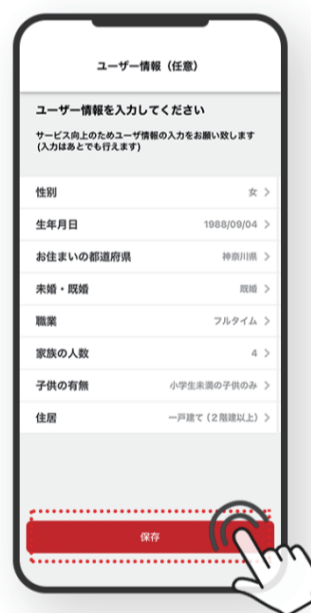 ユーザー情報（任意）
ユーザー情報を入力してください
サービス向上のためユーザ情報の入力をお願い致します
(入力はあとでも行えます)
性別 女 >
生年月日 1988/09/04 >
お住まいの都道府県 神奈川県 >
未婚・既婚 既婚 >
職業 フルタイム >
家族の人数 4 >
子供の有無 小学生未満の子供のみ >
住居 一戸建て（２階建以上） >
保存